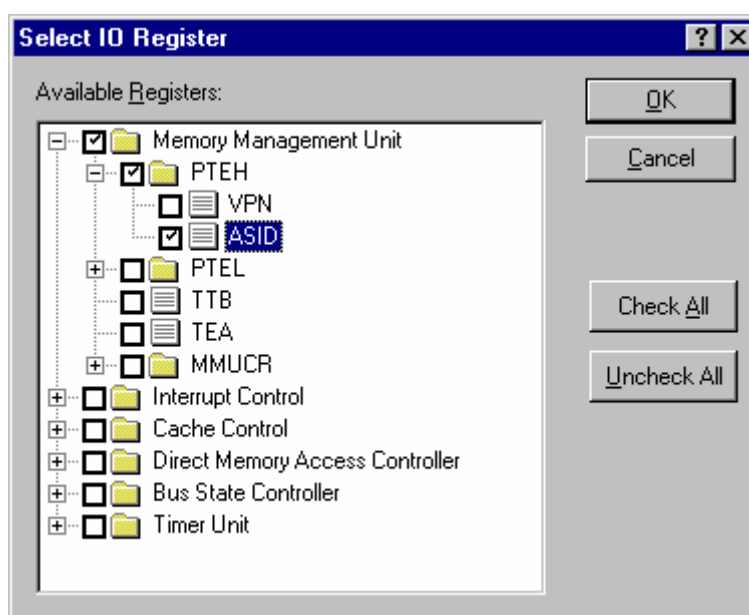 Select IO Register
Available Registers:
OK
Memory Management Unit
Cancel
PTEH
VPN
ASID
PTEL
TTB
Check All
TEA
MMUCR
Uncheck All
Interrupt Control
Cache Control
Direct Memory Access Controller
Bus State Controller
Timer Unit